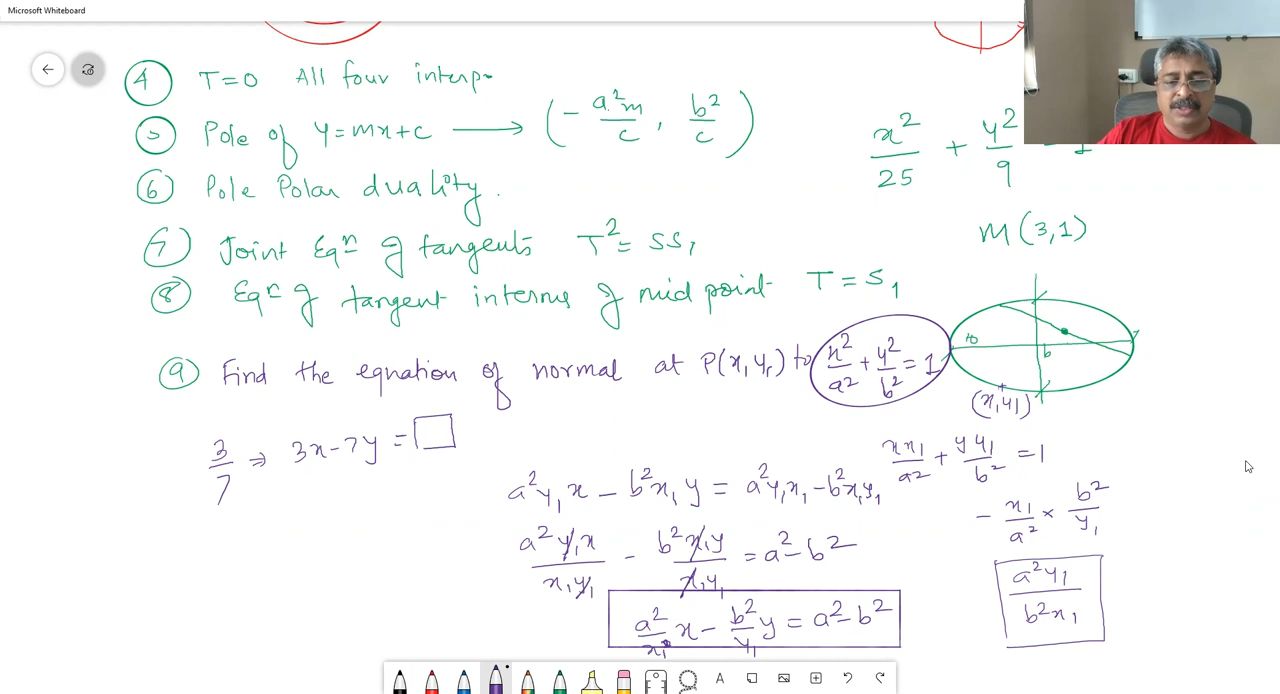 Microsoft Whiteboard
④ T=0 All four interp
⑤ Pole of y=mx+c ⟶ (-a²m/c, b²/c)
x²/25 + y²/9 - 1
⑥ Pole Polar duality.
M(3,1)
⑦ Joint Eqⁿ of tangents T²=SS₁
⑧ Eqⁿ of tangent interms of mid point T=S₁
⑨ Find the equation of normal at P(x₁y₁) to x²/a² + y²/b² = 1
(x₁y₁)
3/7 ⇒ 3x-7y = □
xx₁/a² + yy₁/b² = 1
a²y₁x - b²x₁y = a²y₁x₁ - b²x₁y₁
-x₁/a² × b²/y₁
a²y₁x/x₁y₁ - b²x₁y/x₁y₁ = a²-b²
a²y₁/b²x₁
a²/x₁ x - b²/y₁ y = a²-b²
A